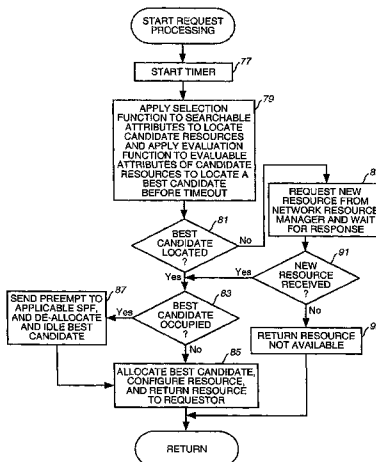 START REQUEST
PROCESSING
START TIMER
77
79
APPLY SELECTION
FUNCTION TO SEARCHABLE
ATTRIBUTES TO LOCATE
CANDIDATE RESOURCES
AND APPLY EVALUATION
FUNCTION TO EVALUABLE
ATTRIBUTES OF CANDIDATE
RESOURCES TO LOCATE A
BEST CANDIDATE
BEFORE TIMEOUT
REQUEST NEW
RESOURCE FROM
NETWORK RESOURCE
MANAGER AND WAIT
FOR RESPONSE
81
BEST
CANDIDATE
LOCATED
?
No
Yes
91
NEW
RESOURCE
RECEIVED
?
Yes
No
87
SEND PREEMPT TO
APPLICABLE SPF,
AND DE-ALLOCATE
AND IDLE BEST
CANDIDATE
83
BEST
CANDIDATE
OCCUPIED
?
Yes
No
RETURN RESOURCE
NOT AVAILABLE
85
ALLOCATE BEST CANDIDATE,
CONFIGURE RESOURCE,
AND RETURN RESOURCE
TO REQUESTOR
RETURN